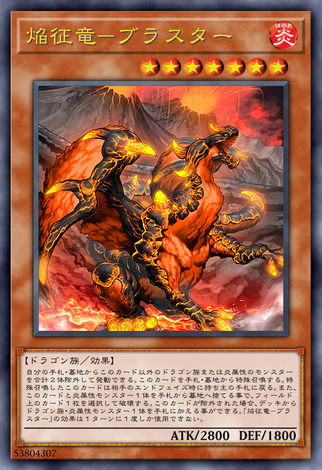 焔征竜－ブラスター
ほのお
炎
【ドラゴン族／効果】
自分の手札・墓地からこのカード以外のドラゴン族または炎属性のモンスター
を合計２体除外して発動できる。このカードを手札・墓地から特殊召喚する。特
殊召喚したこのカードは相手のエンドフェイズ時に持ち主の手札に戻る。また、
このカードと炎属性モンスター１体を手札から墓地へ捨てる事で、フィールド
上のカード１枚を選択して破壊する。このカードが除外された場合、デッキから
ドラゴン族・炎属性モンスター１体を手札に加える事ができる。「焔征竜－ブラ
スター」の効果は１ターンに１度しか使用できない。
ATK/2800 DEF/1800
53804307